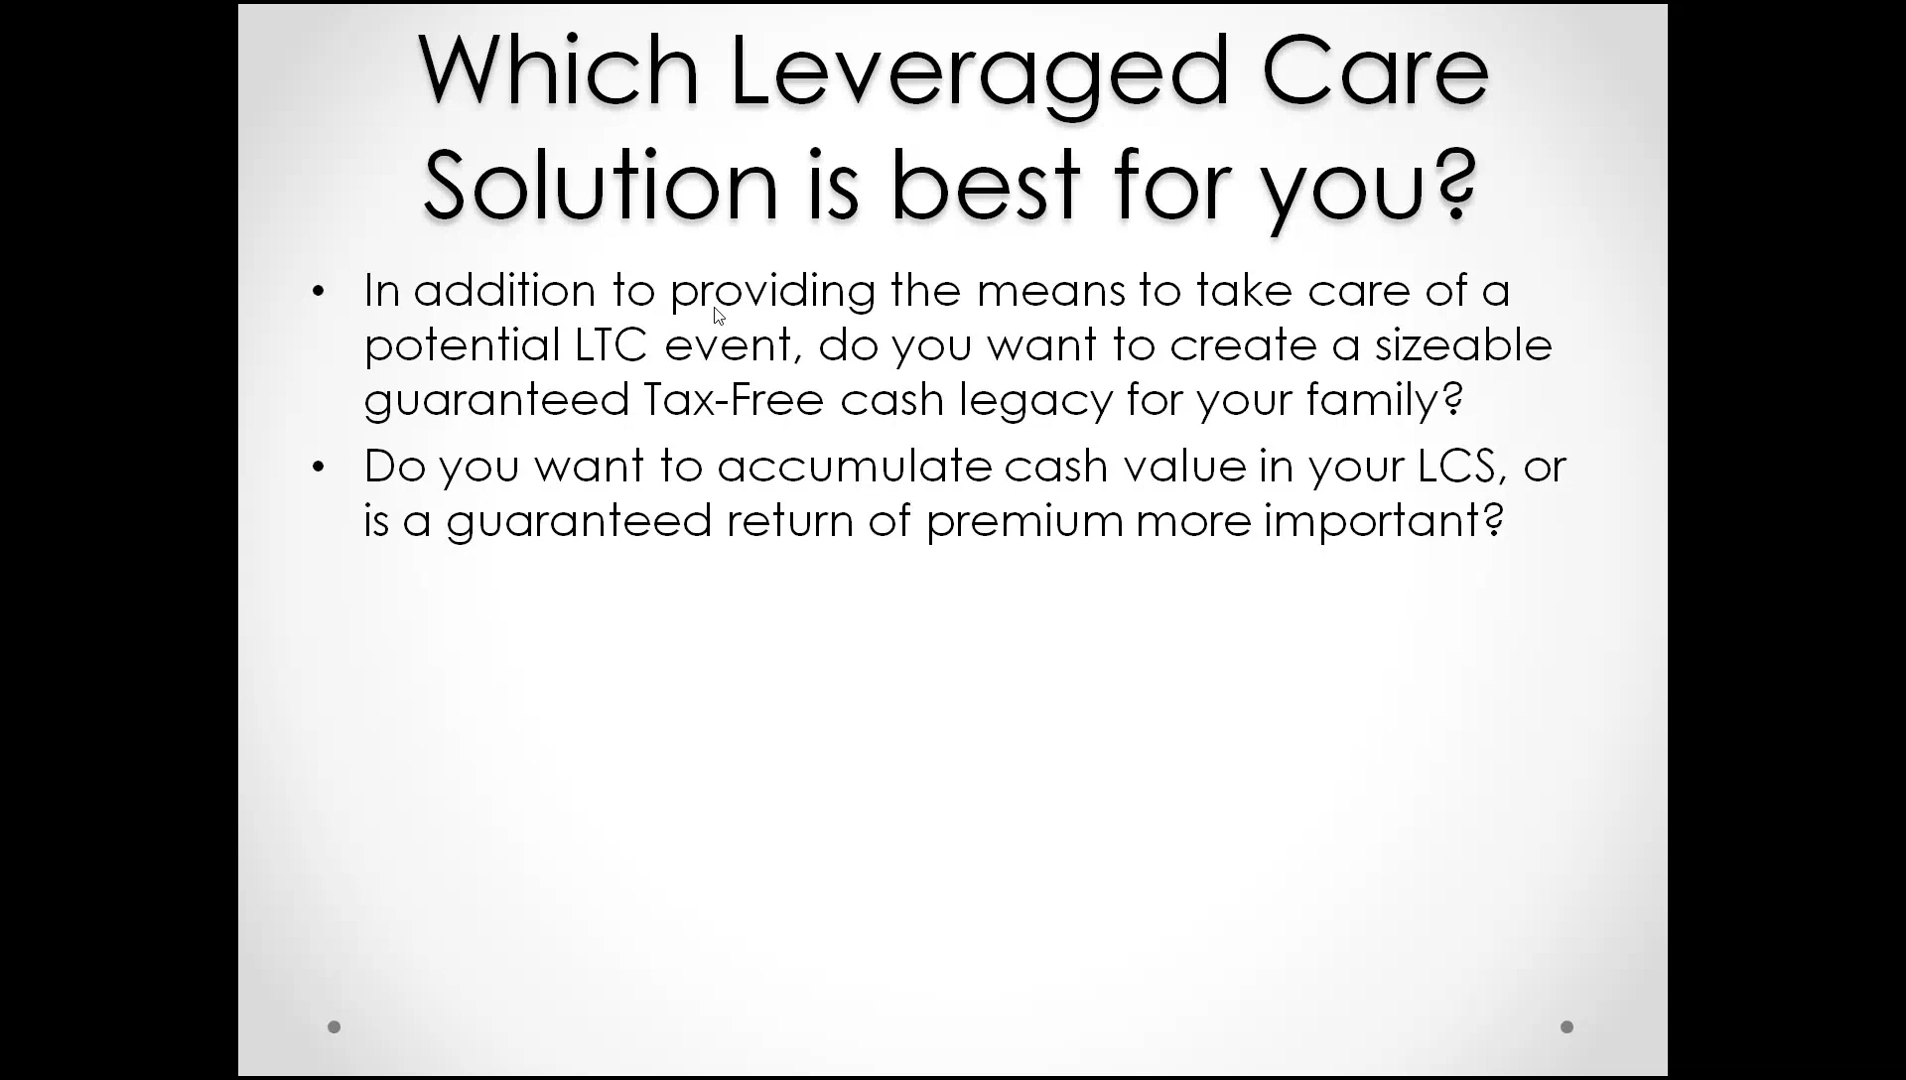 Which Leveraged Care
Solution is best for you?
• In addition to providing the means to take care of a
potential LTC event, do you want to create a sizeable
guaranteed Tax-Free cash legacy for your family?
• Do you want to accumulate cash value in your LCS, or
is a guaranteed return of premium more important?